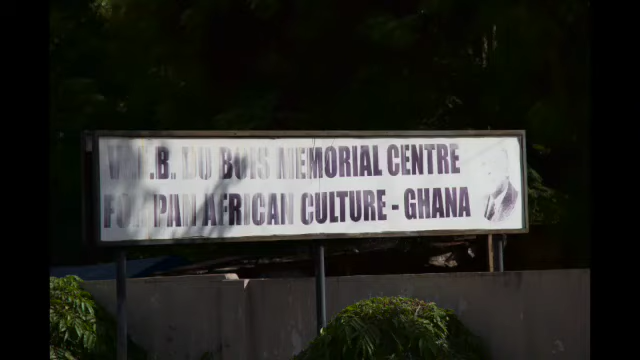 W.E.B. DU BOIS MEMORIAL CENTRE
FOR PAN AFRICAN CULTURE - GHANA